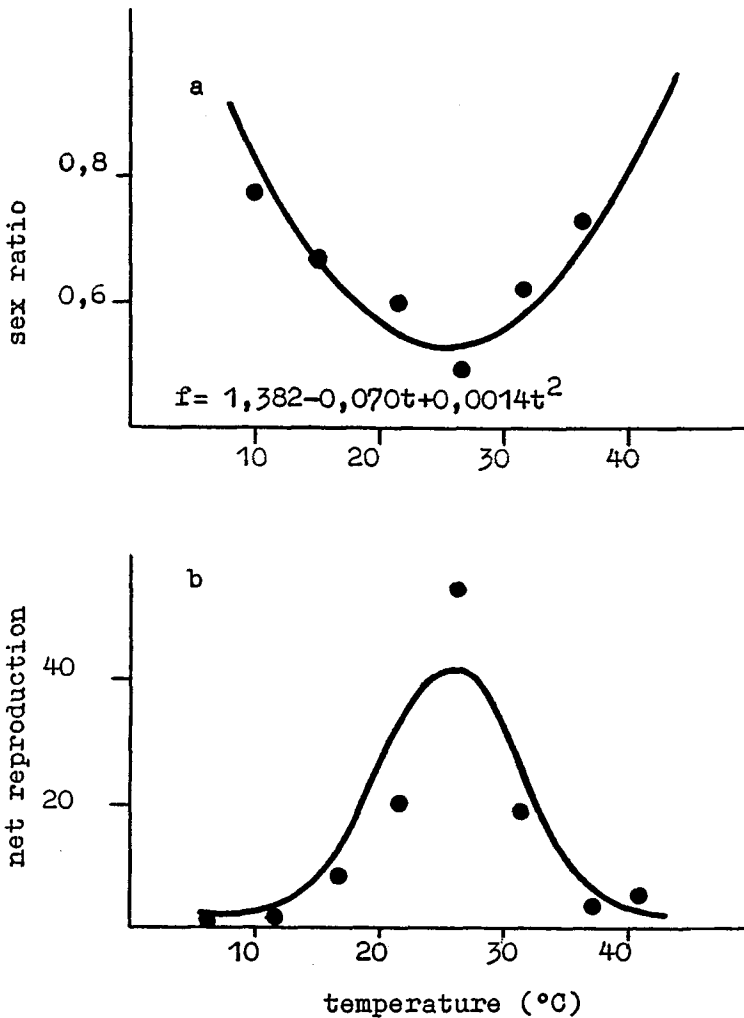 a
0,8
0,6
sex ratio
f= 1,382-0,070t+0,0014t²
10 20 30 40
b
40
20
net reproduction
10 20 30 40
temperature (°C)